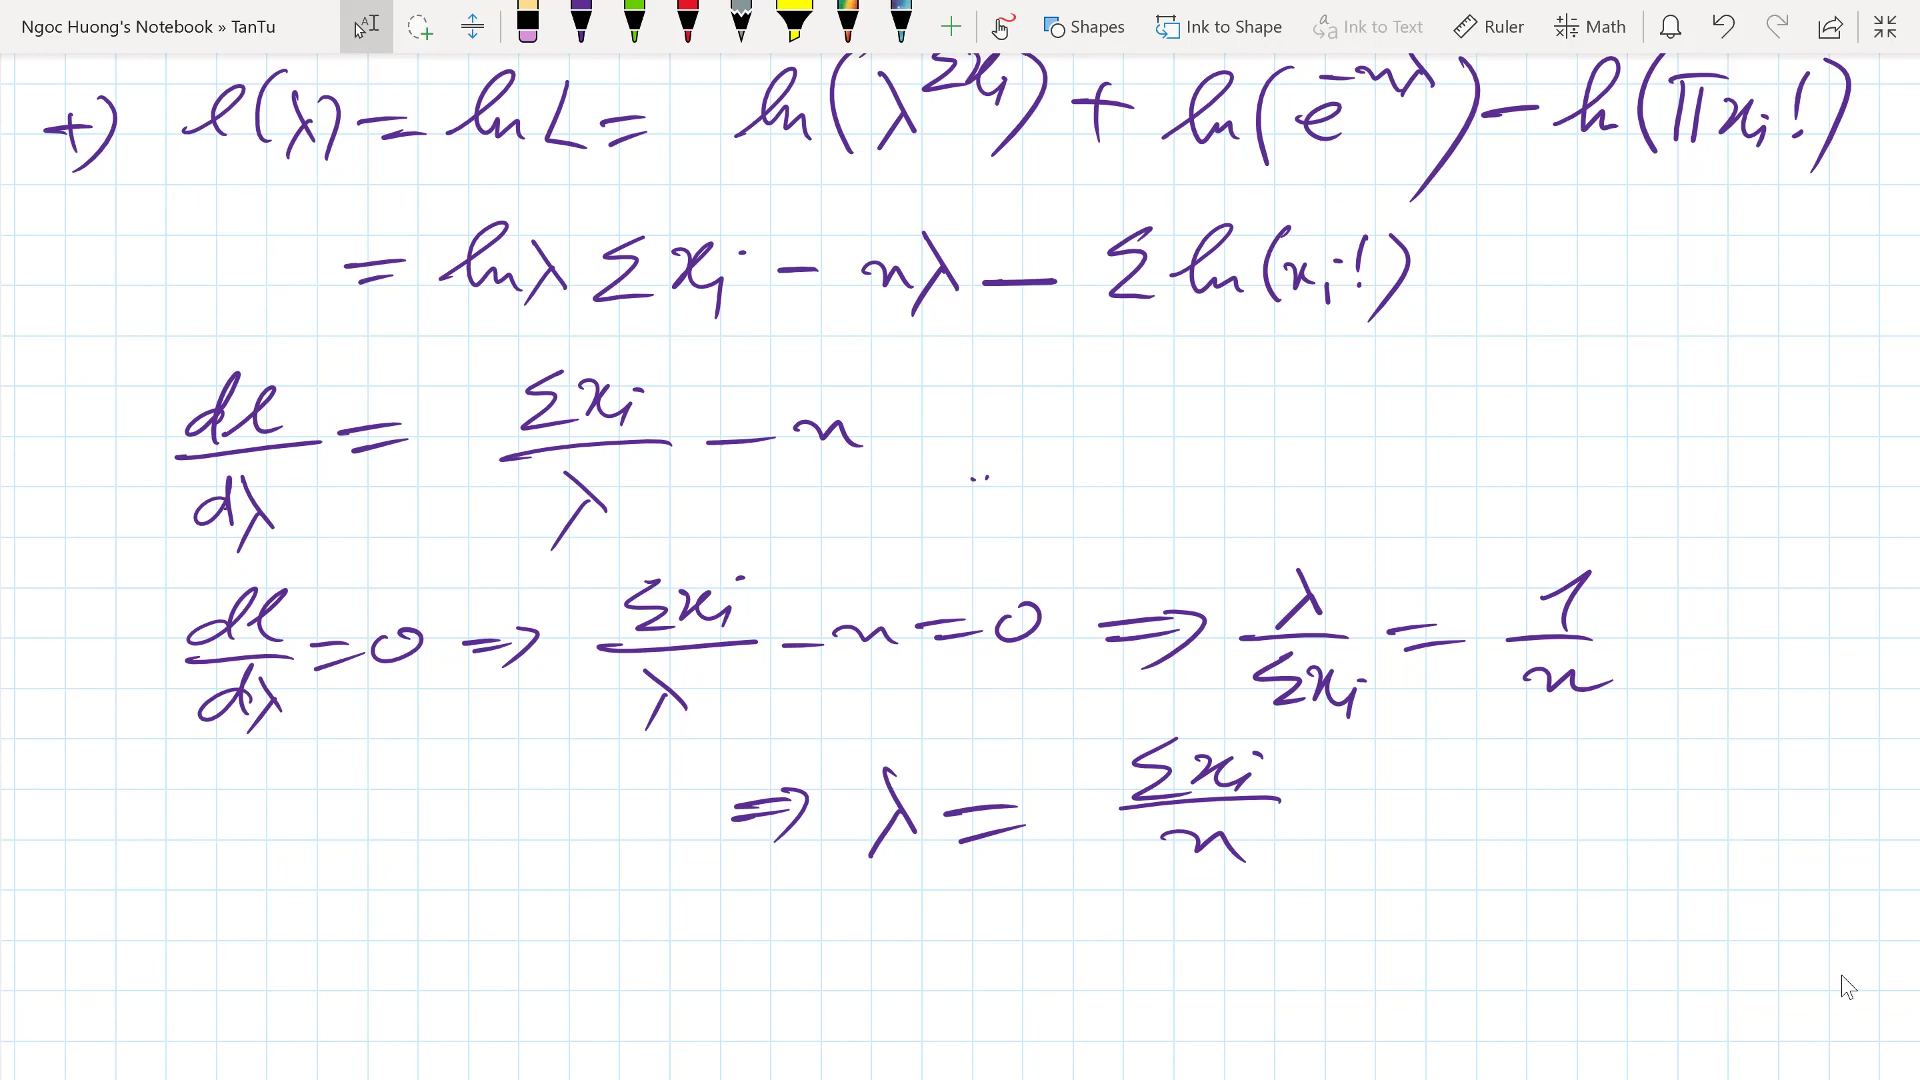 Ngoc Huong's Notebook » TanTu
Shapes
Ink to Shape
Ink to Text
Ruler
Math
+) ℓ(λ) = ln L = ln(λ^Σxi) + ln(e^-nλ) - ln(Πxi!)
= lnλ Σxi - nλ - Σ ln(xi!)
dℓ/dλ = Σxi/λ - n
dℓ/dλ = 0 ⇒ Σxi/λ - n = 0 ⇒ λ/Σxi = 1/n
⇒ λ = Σxi/n